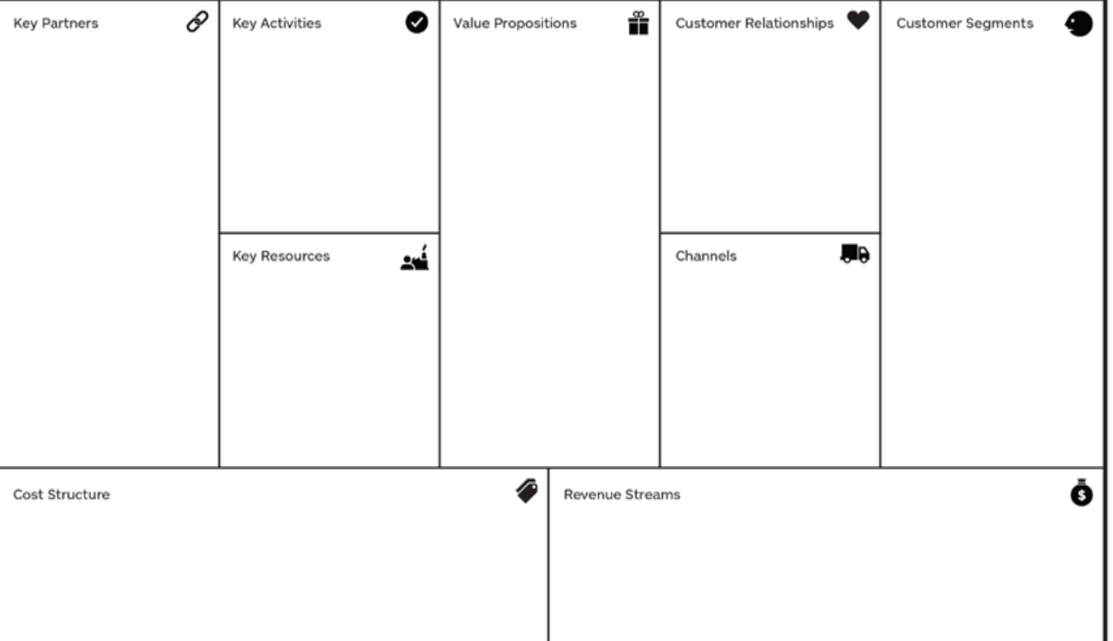 Key Partners
Key Activities
Value Propositions
Customer Relationships
Customer Segments
Key Resources
Channels
Cost Structure
Revenue Streams
$